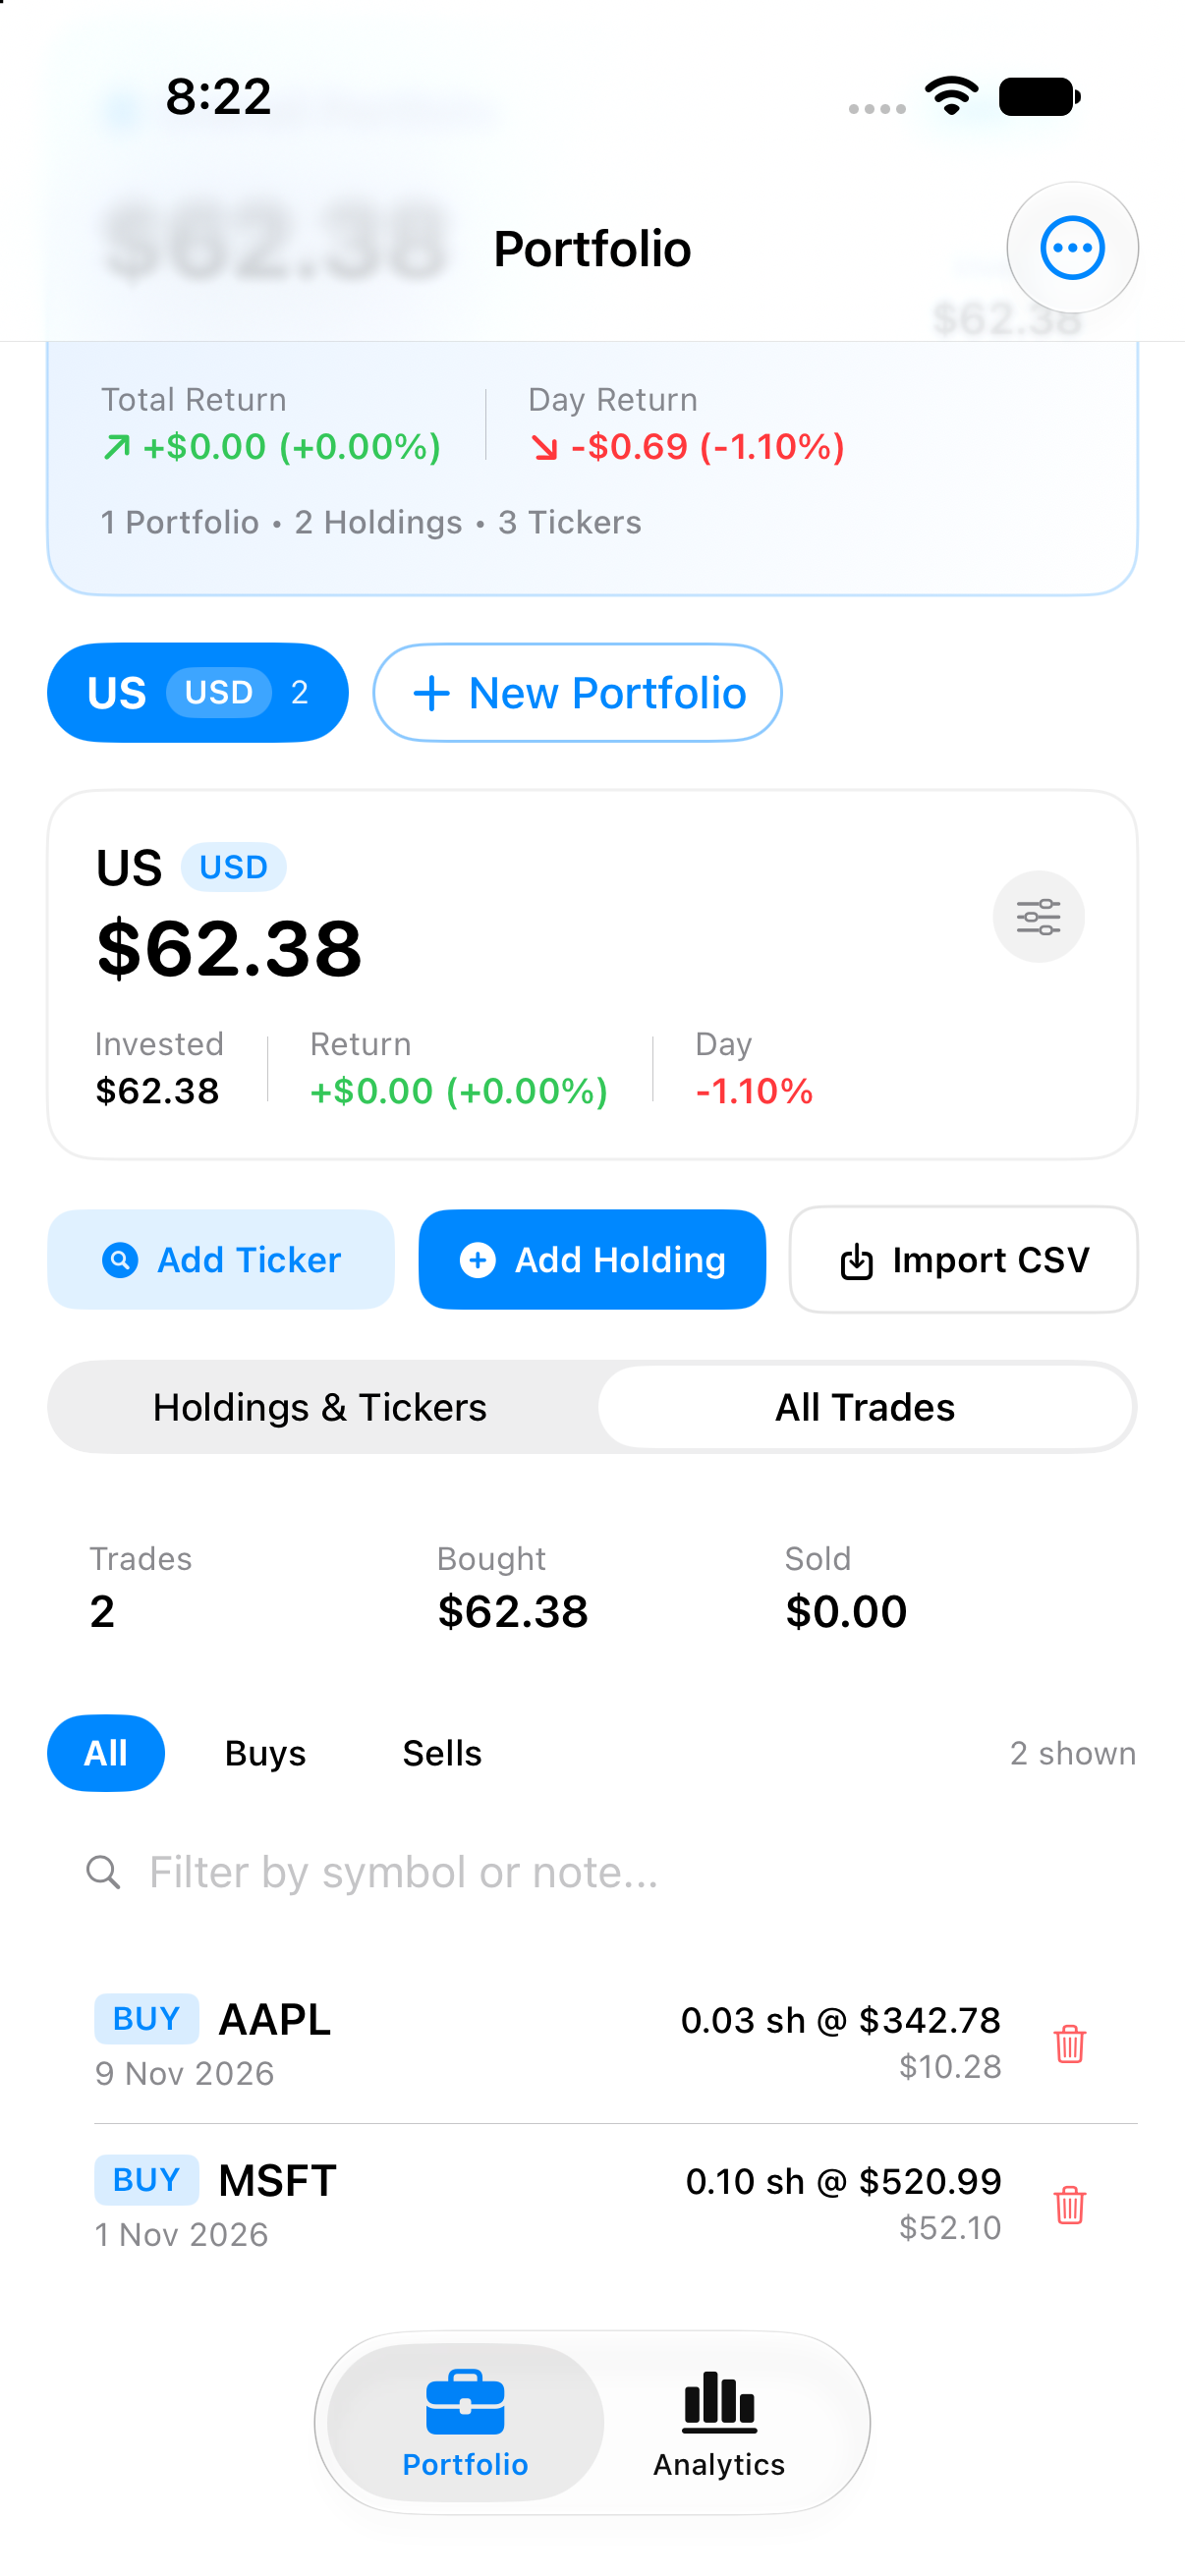 8:22
$62.38
Portfolio
$62.38
Total Return
+$0.00 (+0.00%)
Day Return
-$0.69 (-1.10%)
1 Portfolio • 2 Holdings • 3 Tickers
US USD 2
+ New Portfolio
US USD
$62.38
Invested
$62.38
Return
+$0.00 (+0.00%)
Day
-1.10%
Add Ticker
Add Holding
Import CSV
Holdings & Tickers
All Trades
Trades
2
Bought
$62.38
Sold
$0.00
All
Buys
Sells
2 shown
Filter by symbol or note...
BUY AAPL
0.03 sh @ $342.78
9 Nov 2026
$10.28
BUY MSFT
0.10 sh @ $520.99
1 Nov 2026
$52.10
Portfolio
Analytics